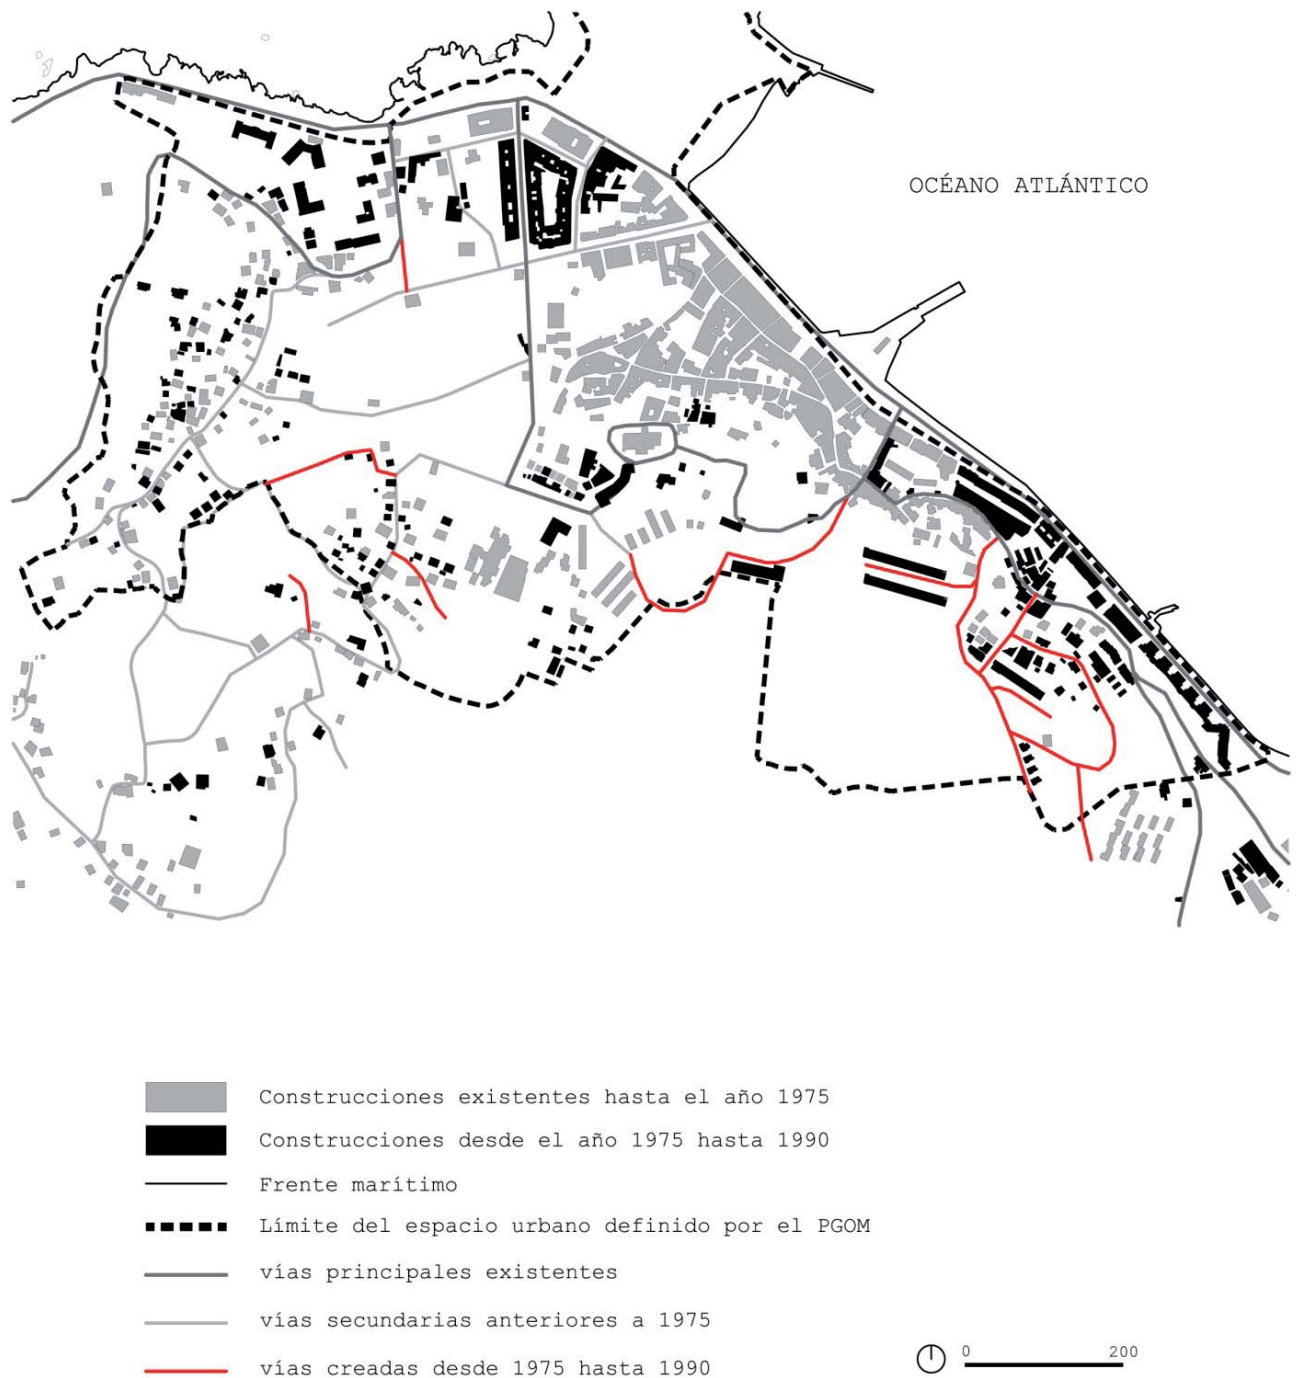 OCÉANO ATLÁNTICO
Construcciones existentes hasta el año 1975
Construcciones desde el año 1975 hasta 1990
Frente marítimo
Límite del espacio urbano definido por el PGOM
vías principales existentes
vías secundarias anteriores a 1975
vías creadas desde 1975 hasta 1990
0 200